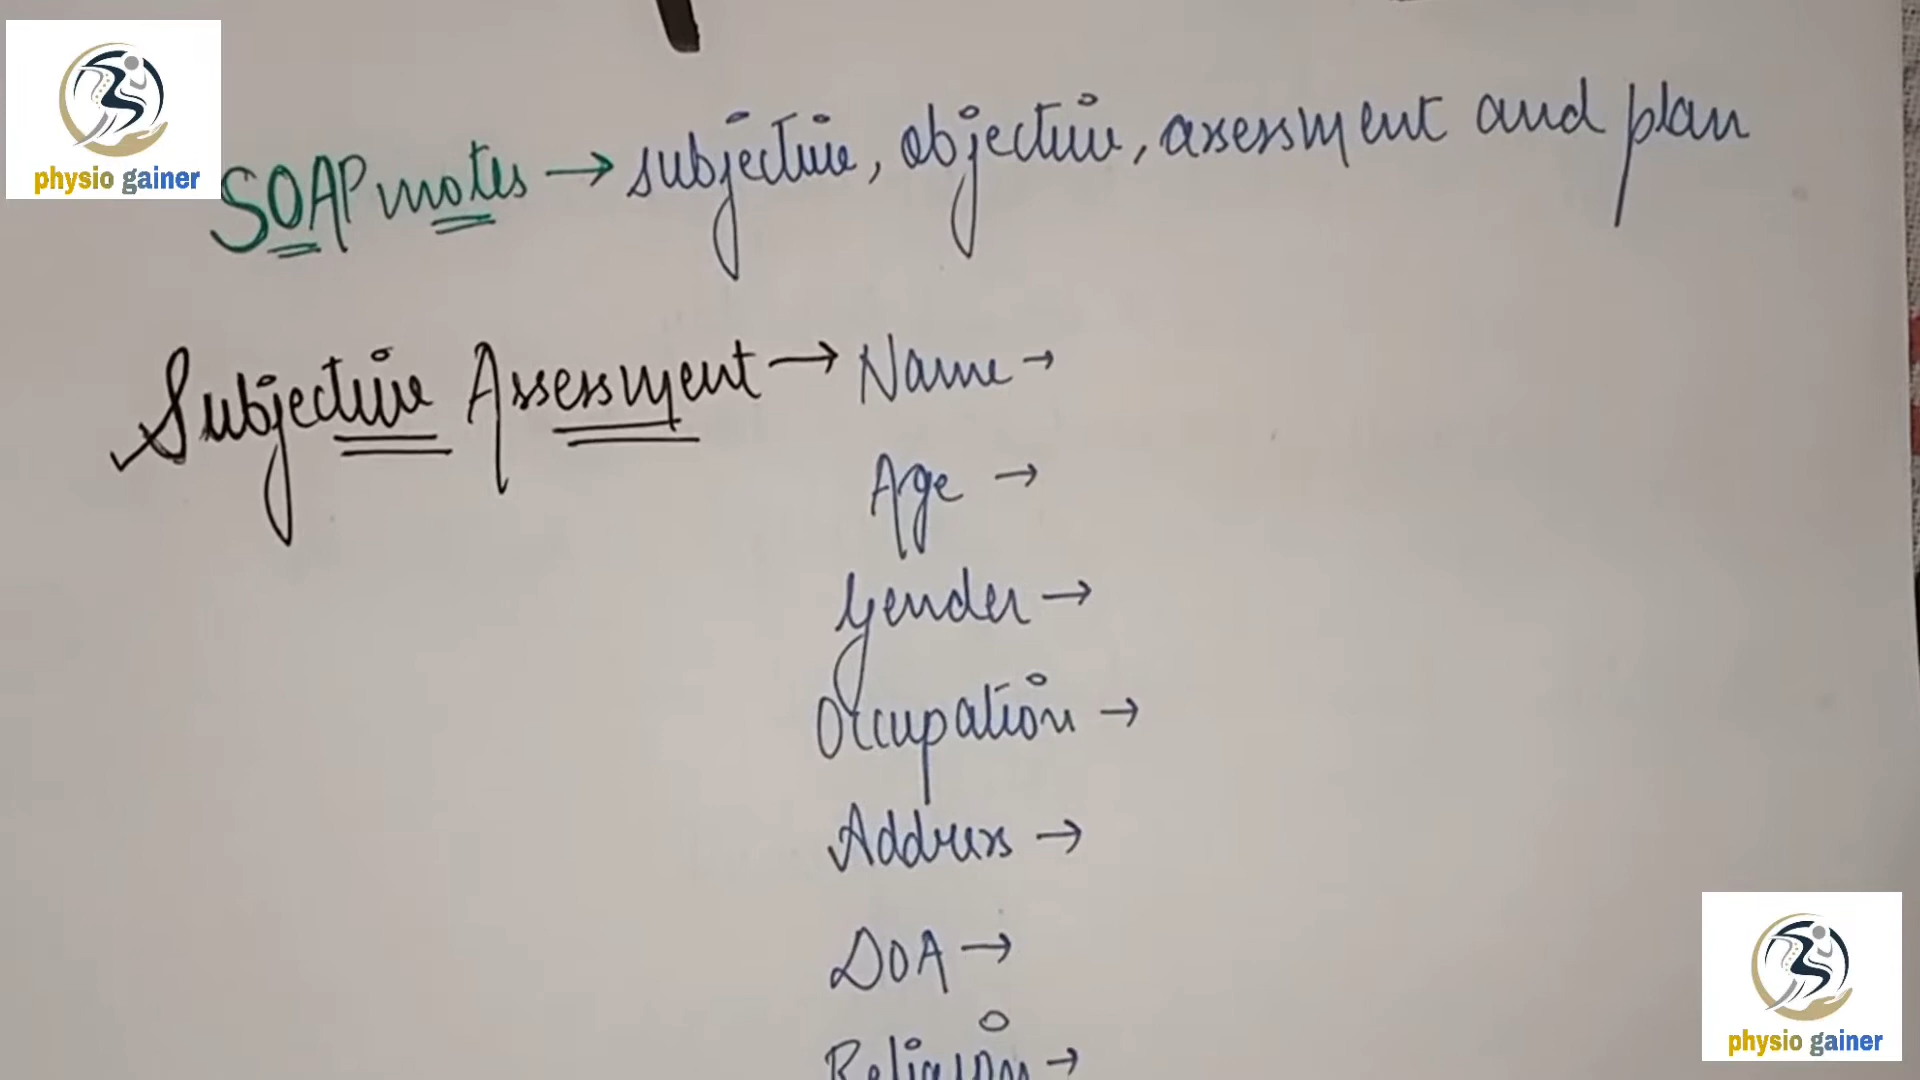 physio gainer
SOAP notes → subjective, objective, assessment and plan
Subjective Assessment → Name →
Age →
Gender →
Occupation →
Address →
DOA →
Religion →
physio gainer